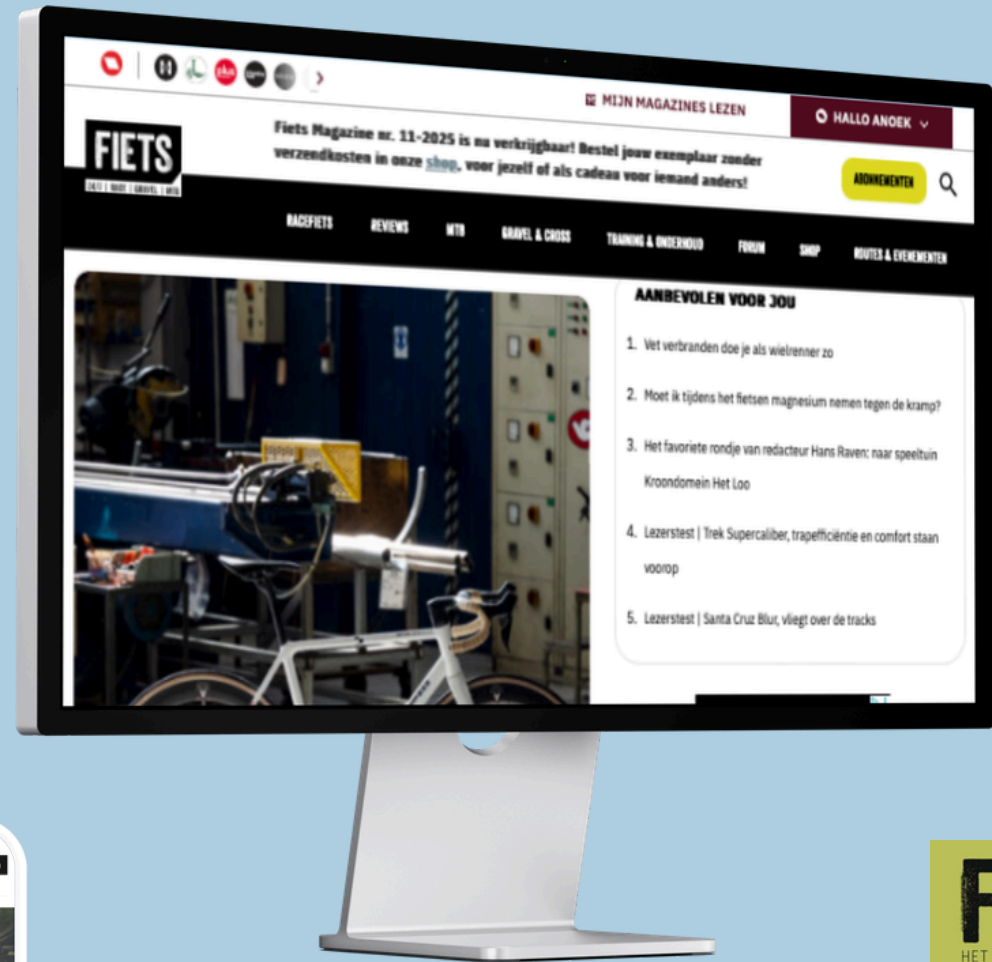 plus
MIJN MAGAZINES LEZEN
HALLO ANOEK
FIETS
Fiets Magazine nr. 11-2025 is nu verkrijgbaar! Bestel jouw exemplaar zonder
verzendkosten in onze shop, voor jezelf of als cadeau voor iemand anders!
ABONNEMENTEN
RACEFIETS REVIEWS MTB GRAVEL & CROSS TRAINING & ONDERHOUD FORUM SHOP ROUTES & EVENEMENTEN
AANBEVOLEN VOOR JOU
1. Vet verbranden doe je als wielrenner zo
2. Moet ik tijdens het fietsen magnesium nemen tegen de kramp?
3. Het favoriete rondje van redacteur Hans Raven: naar speeltuin
Kroondomein Het Loo
4. Lezerstest | Trek Supercaliber, trapefficiëntie en comfort staan
voorop
5. Lezerstest | Santa Cruz Blur, vliegt over de tracks
F
HET